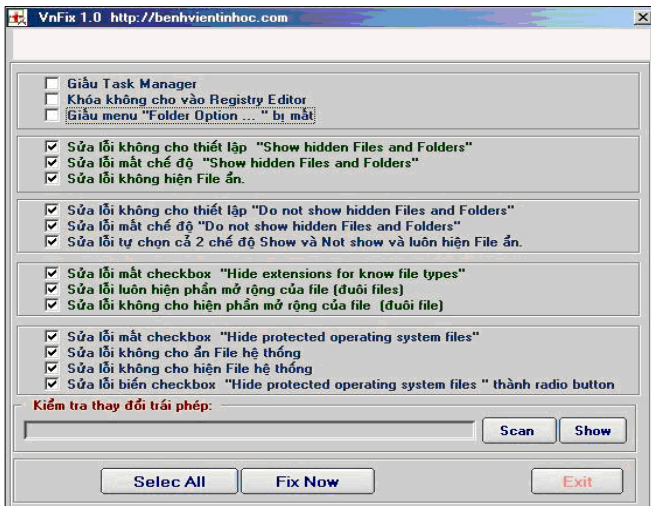 VnFix 1.0 http://benhvientinhoc.com
Giấu Task Manager
Khóa không cho vào Registry Editor
Giấu menu "Folder Option ... " bị mất
Sửa lỗi không cho thiết lập "Show hidden Files and Folders"
Sửa lỗi mất chế độ "Show hidden Files and Folders"
Sửa lỗi không hiện File ẩn.
Sửa lỗi không cho thiết lập "Do not show hidden Files and Folders"
Sửa lỗi mất chế độ "Do not show hidden Files and Folders"
Sửa lỗi tự chọn cả 2 chế độ Show và Not show và luôn hiện File ẩn.
Sửa lỗi mất checkbox "Hide extensions for know file types"
Sửa lỗi luôn hiện phần mở rộng của file (đuôi files)
Sửa lỗi không cho hiện phần mở rộng của file (đuôi file)
Sửa lỗi mất checkbox "Hide protected operating system files"
Sửa lỗi không cho ẩn File hệ thống
Sửa lỗi không cho hiện File hệ thống
Sửa lỗi biến checkbox "Hide protected operating system files " thành radio button
Kiểm tra thay đổi trái phép:
Scan Show
Selec All Fix Now Exit